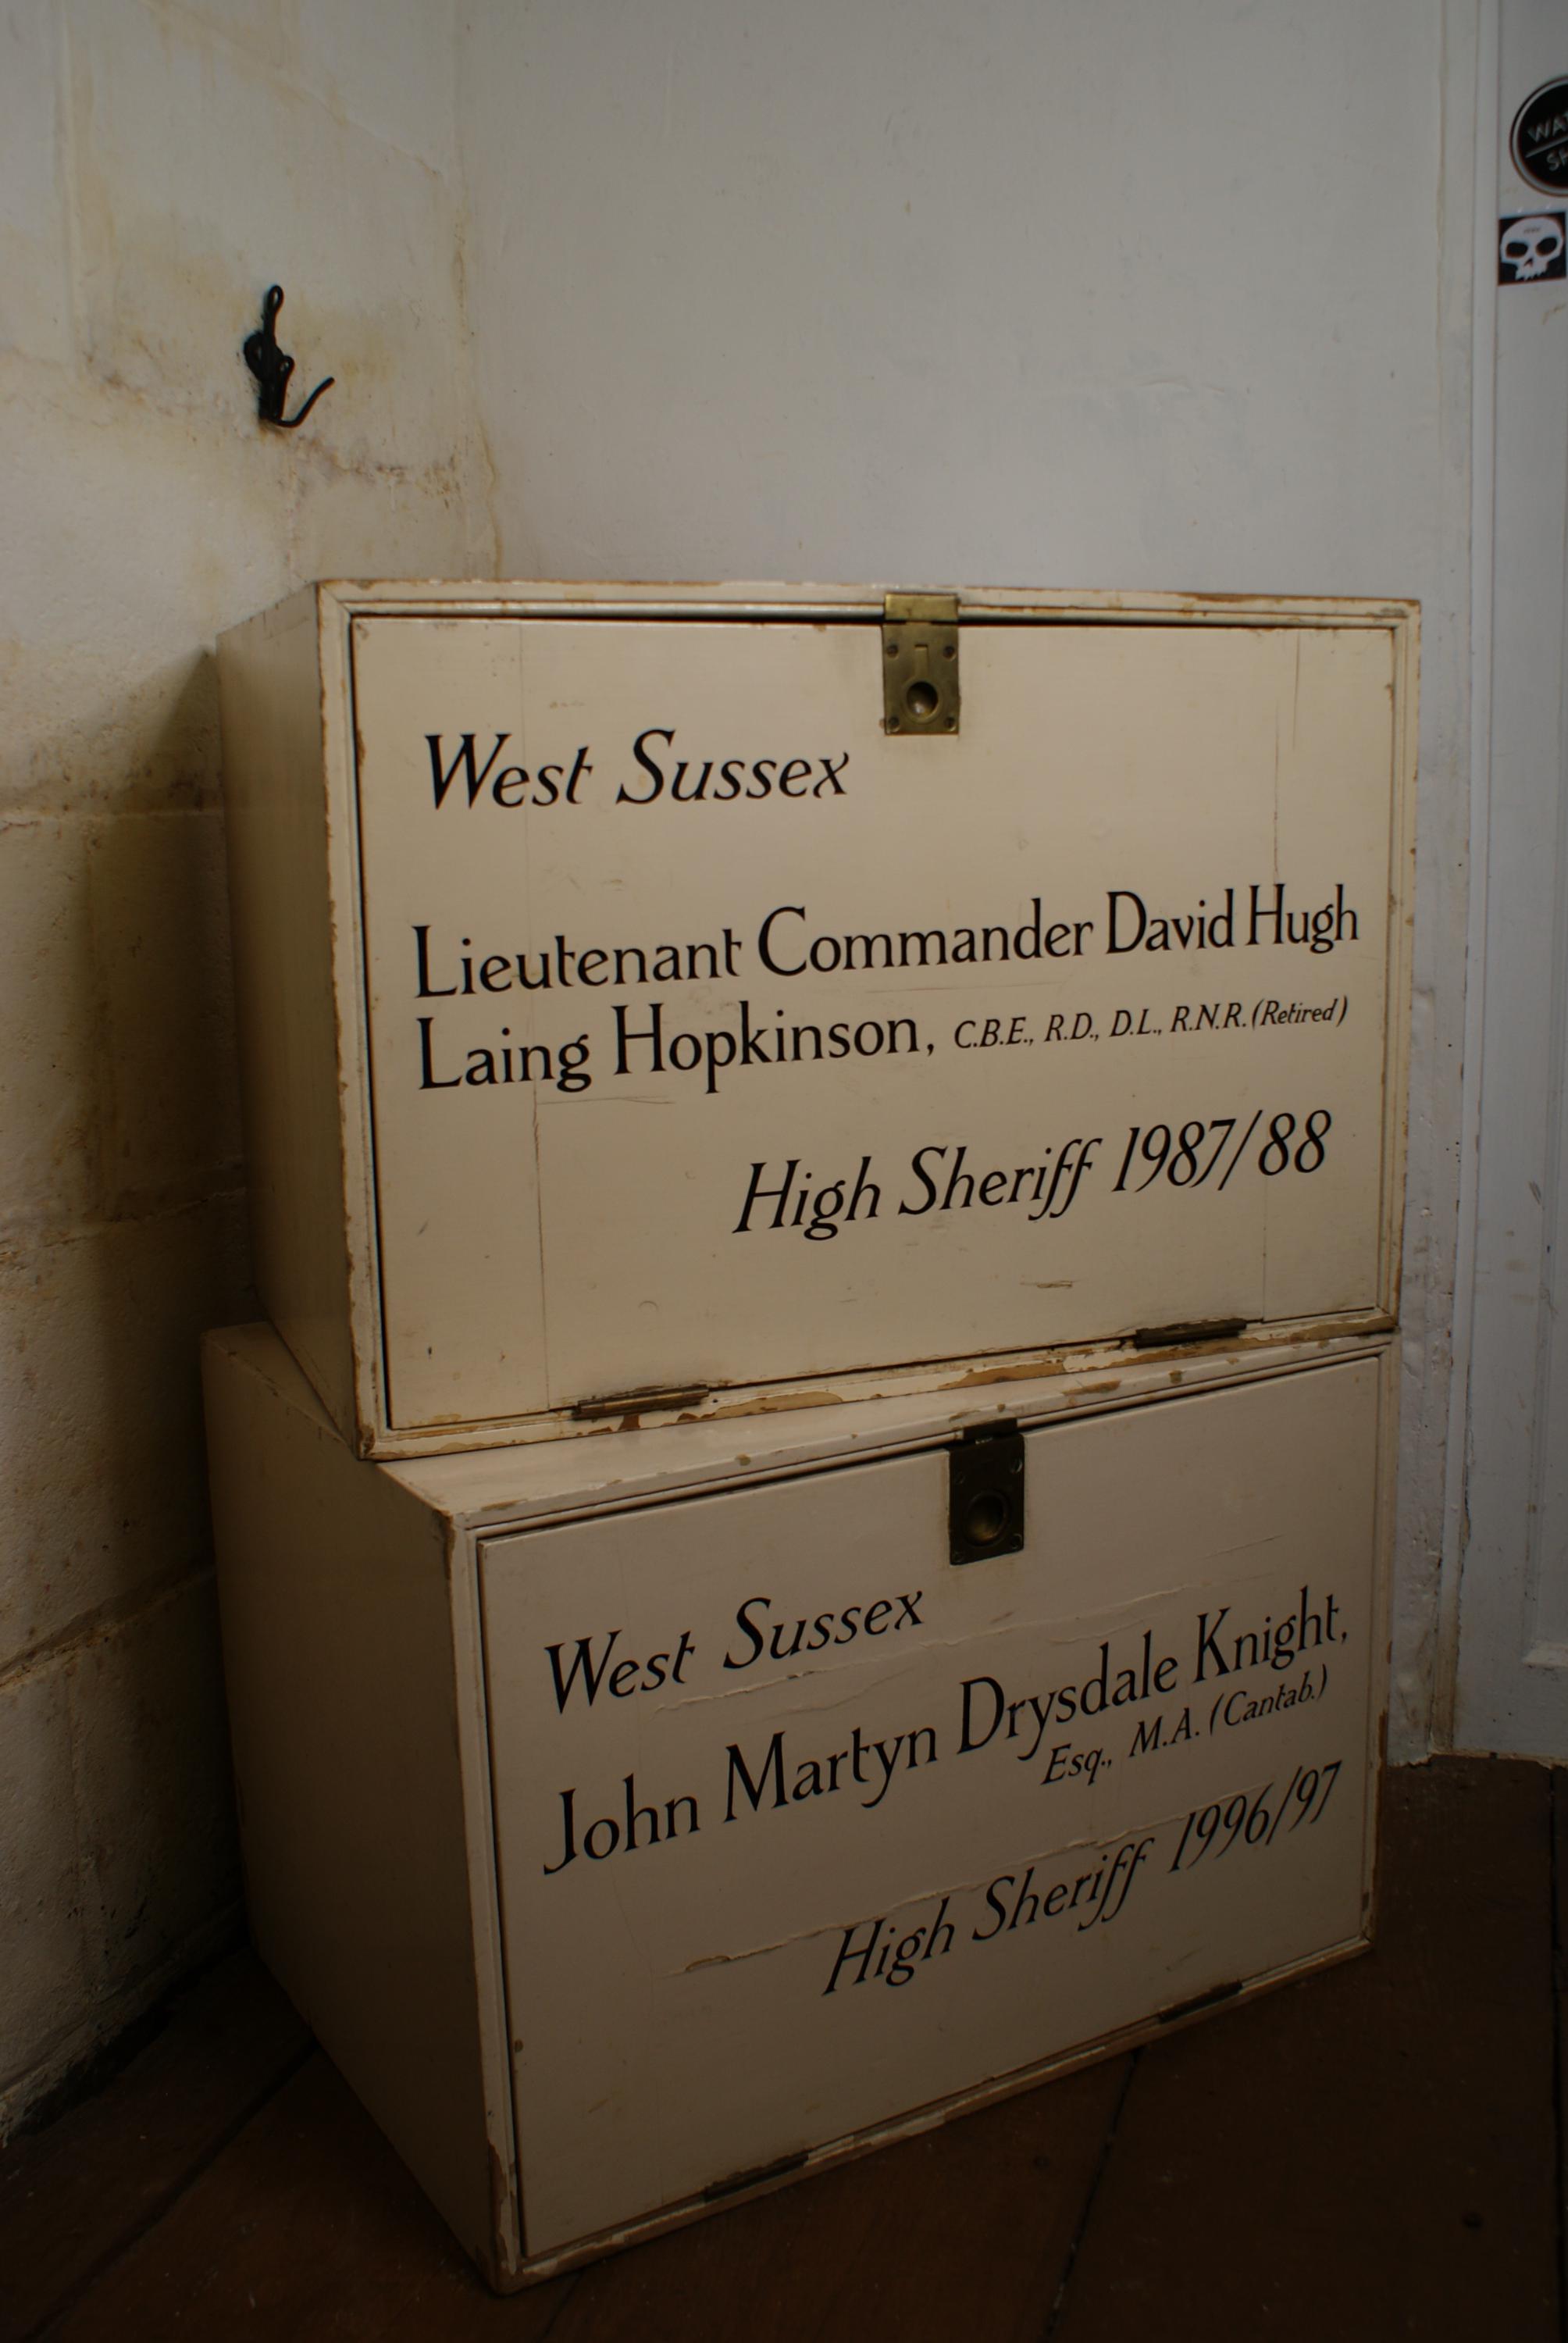 West Sussex
Lieutenant Commander David Hugh
Laing Hopkinson, C.B.E., R.D., D.L., R.N.R. (Retired)
High Sheriff 1987/88
West Sussex
John Martyn Drysdale Knight,
Esq., M.A. (Cantab.)
High Sheriff 1996/97